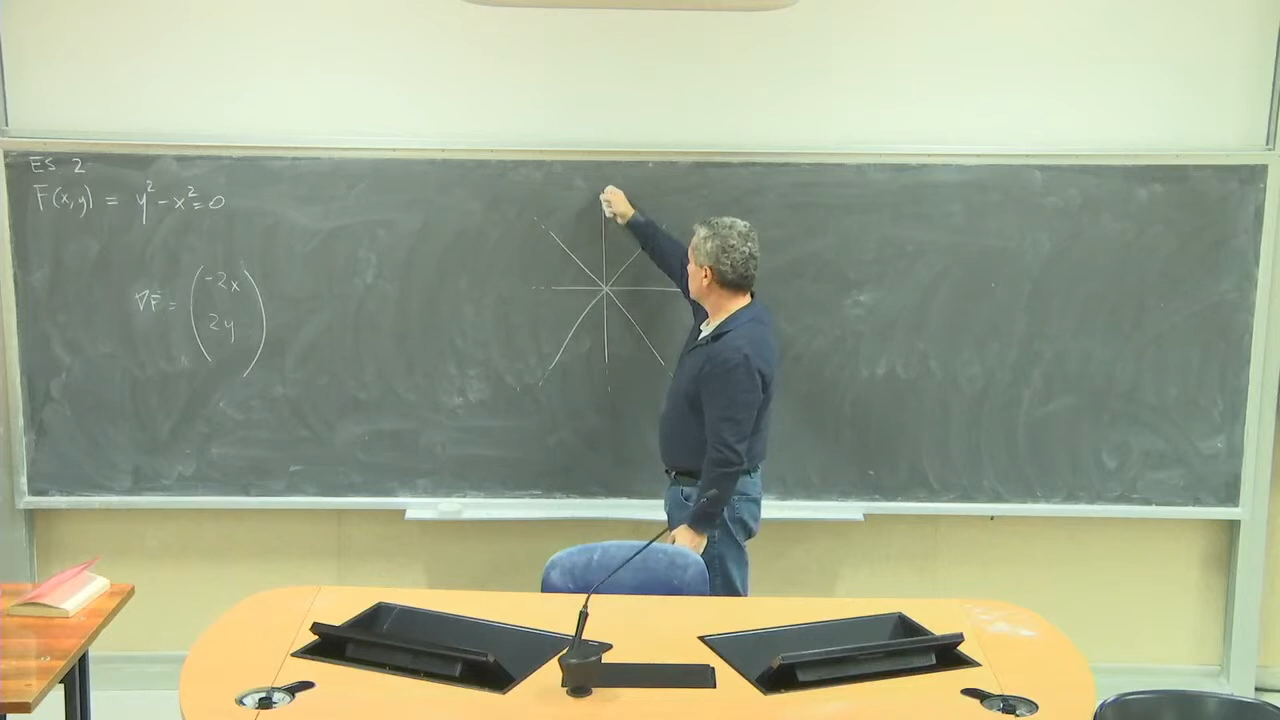 ES 2
F(x,y) = y²-x²=0
-2x
∇F =
2y